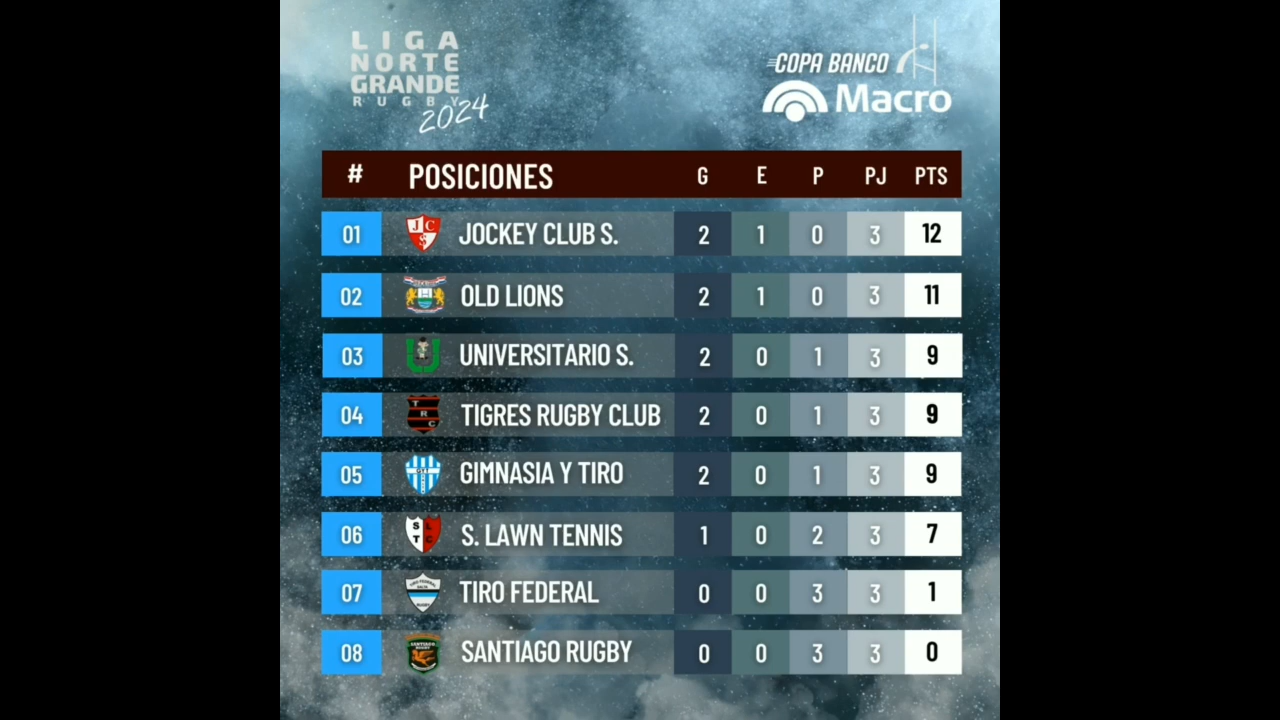 LIGA
NORTE
GRANDE
RUGBY
2024
COPA BANCO
Macro
# POSICIONES G E P PJ PTS
01 JOCKEY CLUB S. 2 1 0 3 12
02 OLD LIONS 2 1 0 3 11
03 UNIVERSITARIO S. 2 0 1 3 9
04 TRC TIGRES RUGBY CLUB 2 0 1 3 9
05 GIMNASIA Y TIRO 2 0 1 3 9
06 SLTC S. LAWN TENNIS 1 0 2 3 7
07 TIRO FEDERAL 0 0 3 3 1
08 SANTIAGO RUGBY 0 0 3 3 0